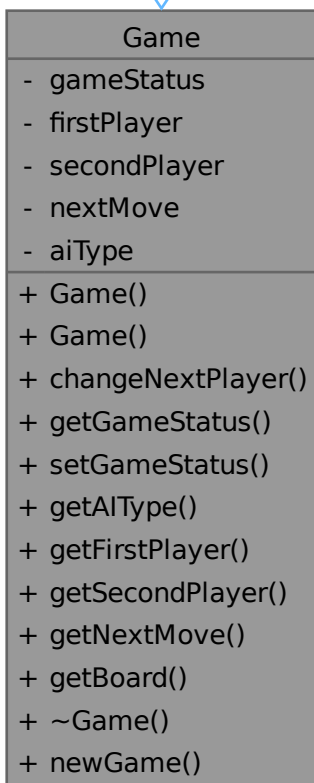 Game
- gameStatus
- firstPlayer
- secondPlayer
- nextMove
- aiType
+ Game()
+ Game()
+ changeNextPlayer()
+ getGameStatus()
+ setGameStatus()
+ getAIType()
+ getFirstPlayer()
+ getSecondPlayer()
+ getNextMove()
+ getBoard()
+ ~Game()
+ newGame()